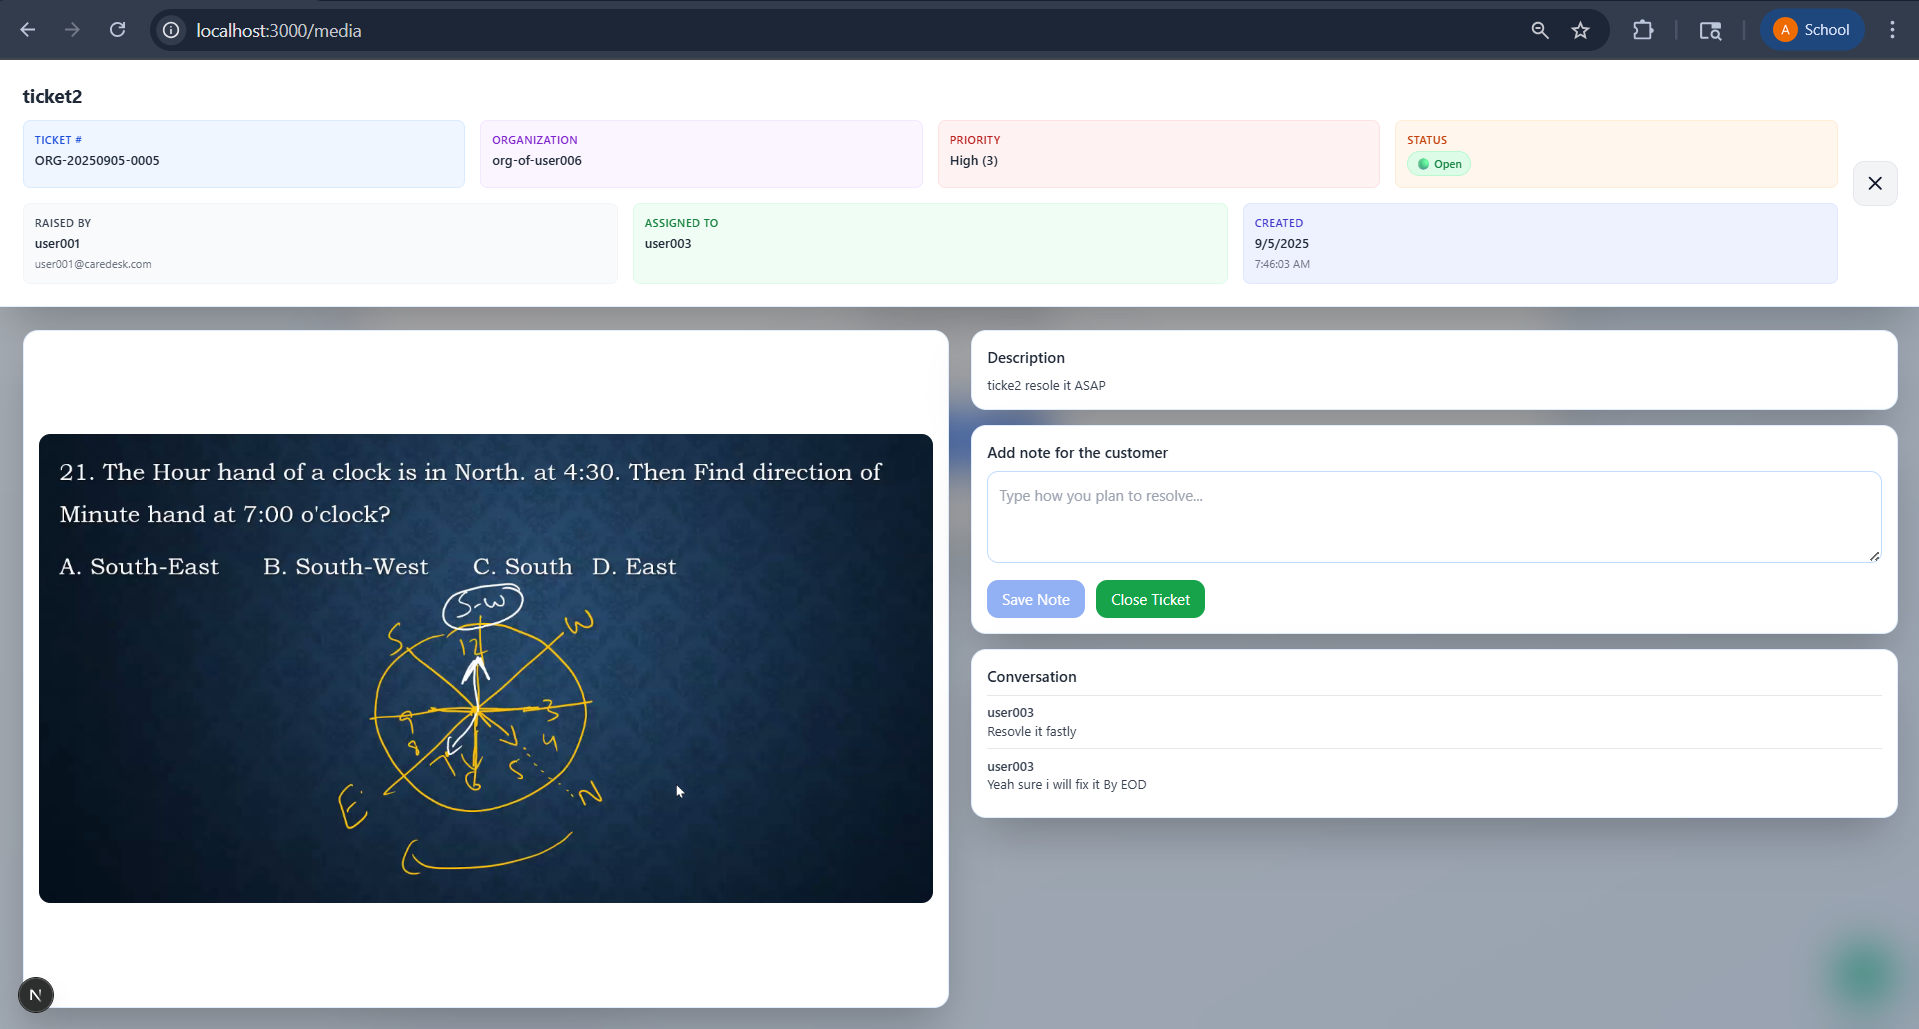 localhost:3000/media
A
School
ticket2
TICKET #
ORG-20250905-0005
ORGANIZATION
org-of-user006
PRIORITY
High (3)
STATUS
Open
RAISED BY
user001
user001@caredesk.com
ASSIGNED TO
user003
CREATED
9/5/2025
7:46:03 AM
21. The Hour hand of a clock is in North. at 4:30. Then Find direction of
Minute hand at 7:00 o'clock?
A. South-East B. South-West C. South D. East
S-W
S
W
12
9
3
8
4
7
5
6
E
N
Description
ticke2 resole it ASAP
Add note for the customer
Type how you plan to resolve...
Save Note
Close Ticket
Conversation
user003
Resovle it fastly
user003
Yeah sure i will fix it By EOD
N